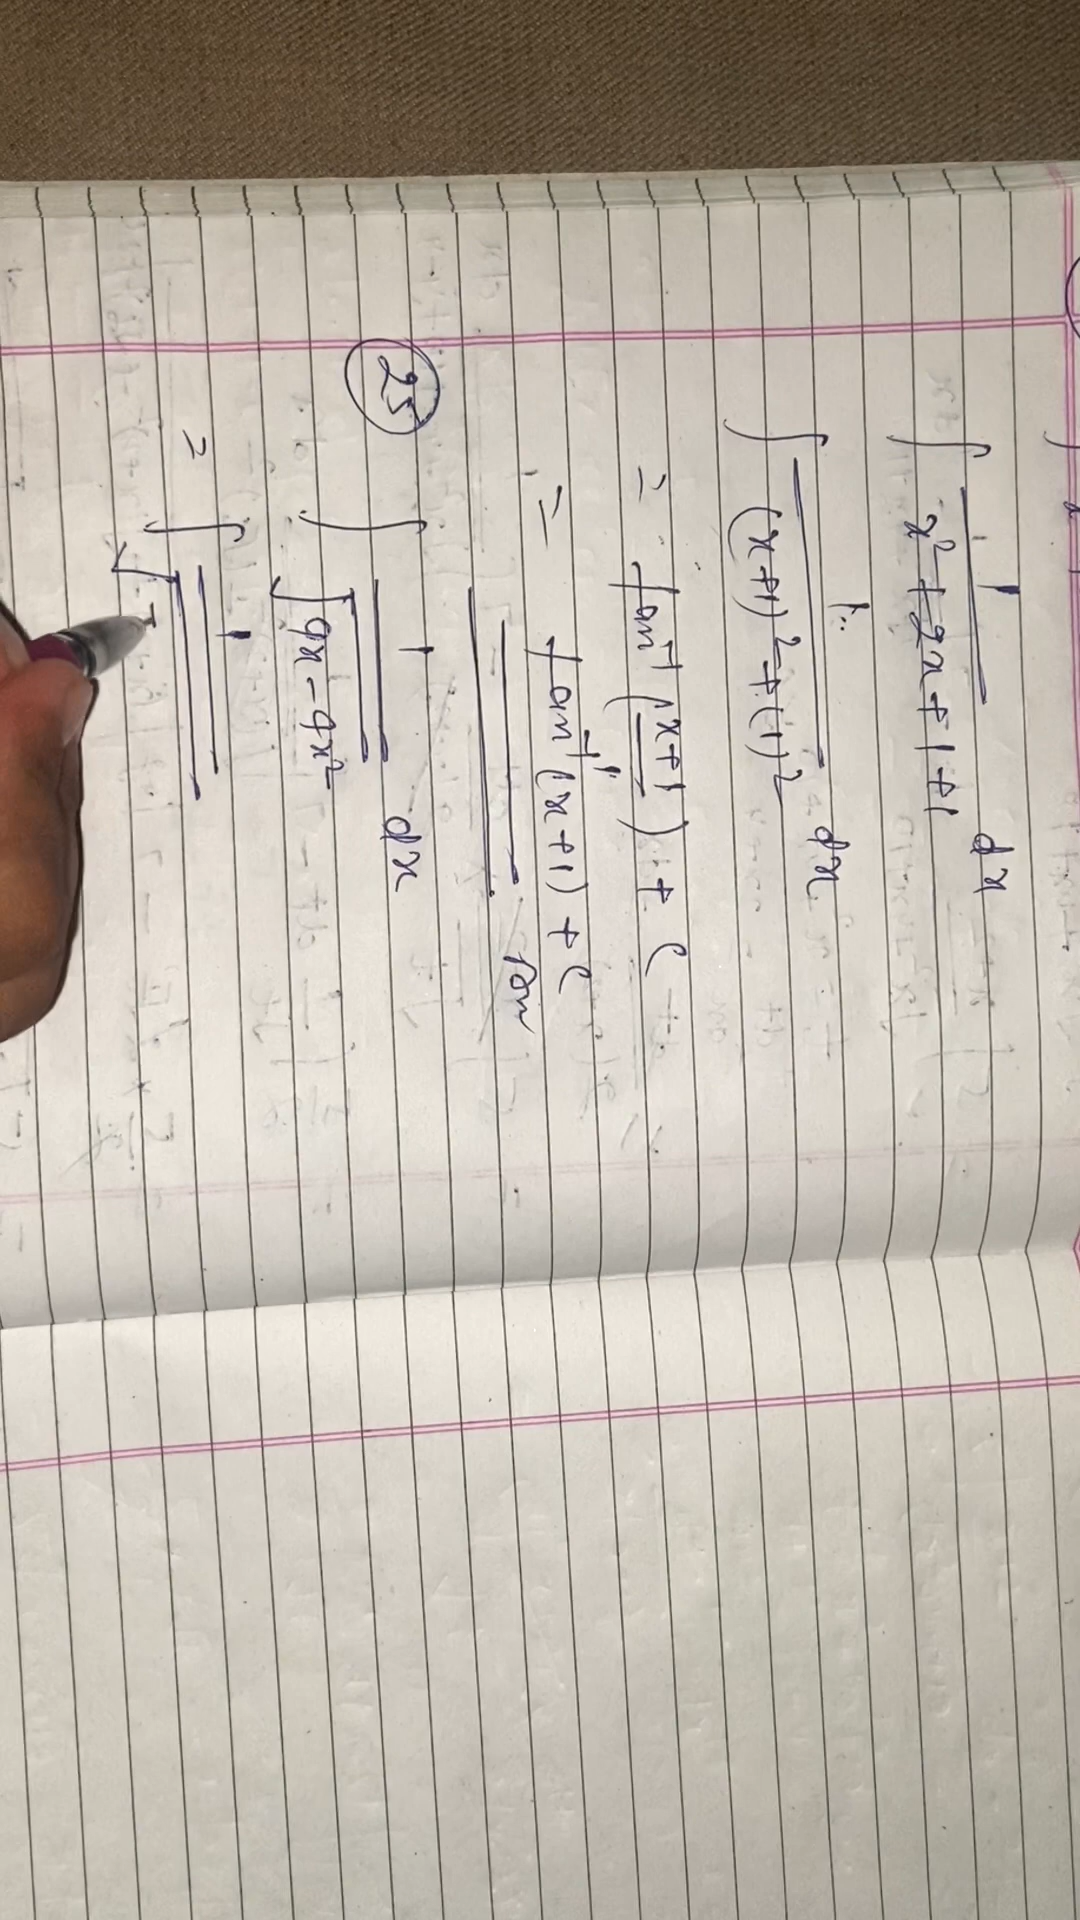 ∫ 1/(x²+2x+1+1) dx
∫ 1/((x+1)²+(1)²) dx
= tan⁻¹ ((x+1)/1) + C
= tan⁻¹ (x+1) + C
25 ∫ 1/√(9x-4x²) dx
= ∫ 1/√